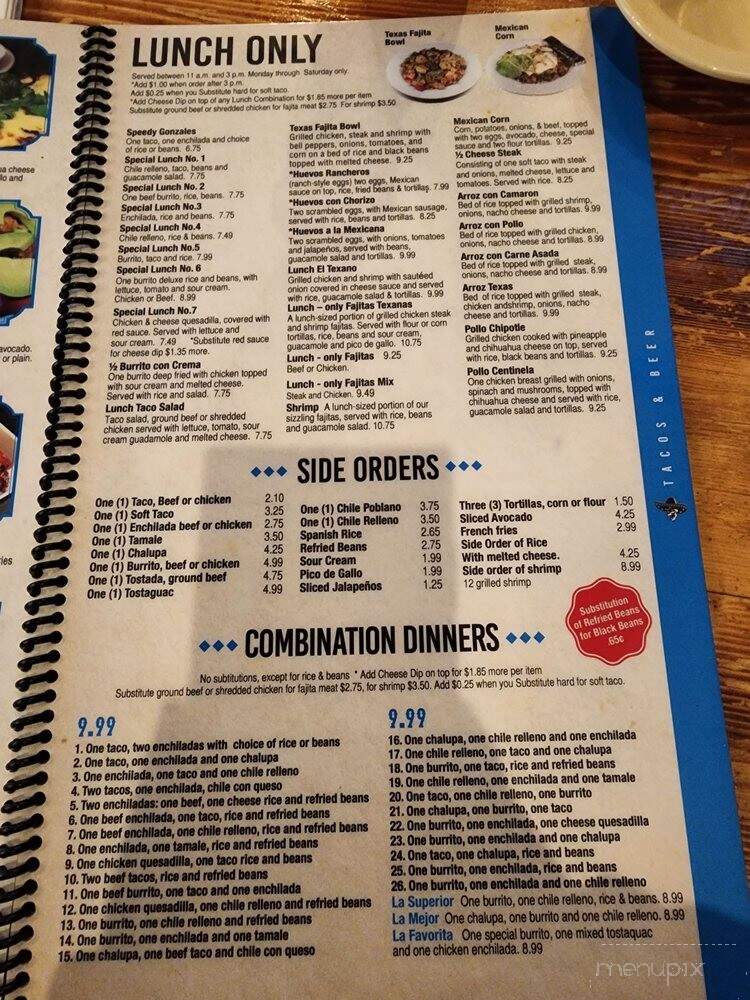 LUNCH ONLY
Served between 11 a.m. and 3 p.m. Monday through Saturday only
*Add $1.00 when order after 3 p.m.
Add $0.25 when you Substitute hard for soft taco.
*Add Cheese Dip on top of any Lunch Combination for $1.85 more per item
Substitute ground beef or shredded chicken for fajita meat $2.75 For shrimp $3.50
Texas Fajita
Bowl
Mexican
Corn
Speedy Gonzales
One taco, one enchilada and choice
of rice or beans. 6.75
Special Lunch No. 1
Chile relleno, taco, beans and
guacamole salad. 7.75
Special Lunch No. 2
One beef burrito, rice, beans. 7.75
Special Lunch No.3
Enchilada, rice and beans. 7.75
Special Lunch No.4
Chile relleno, rice & beans. 7.49
Special Lunch No.5
Burrito, taco and rice. 7.99
Special Lunch No. 6
One burrito deluxe rice and beans, with
lettuce, tomato and sour cream.
Chicken or Beef. 8.99
Special Lunch No.7
Chicken & cheese quesadilla, covered with
red sauce. Served with lettuce and
sour cream. 7.49 *Substitute red sauce
for cheese dip $1.35 more.
½ Burrito con Crema
One burrito deep fried with chicken topped
with sour cream and melted cheese.
Served with rice and salad. 7.75
Lunch Taco Salad
Taco salad, ground beef or shredded
chicken served with lettuce, tomato, sour
cream guadamole and melted cheese. 7.75
Texas Fajita Bowl
Grilled chicken, steak and shrimp with
bell peppers, onions, tomatoes, and
corn on a bed of rice and black beans
topped with melted cheese. 9.25
*Huevos Rancheros
(ranch-style eggs) two eggs, Mexican
sauce on top, rice, fried beans & tortillas. 7.99
*Huevos con Chorizo
Two scrambled eggs, with Mexican sausage,
served with rice, beans and tortillas. 8.25
*Huevos a la Mexicana
Two scrambled eggs, with onions, tomatoes
and jalapeños, served with beans,
guacamole salad and tortillas. 9.99
Lunch El Texano
Grilled chicken and shrimp with sautéed
onion covered in cheese sauce and served
with rice, guacamole salad & tortillas. 9.99
Lunch – only Fajitas Texanas
A lunch-sized portion of grilled chicken steak
and shrimp fajitas. Served with flour or corn
tortillas, rice, beans and sour cream,
guacamole and pico de gallo. 10.75
Lunch - only Fajitas 9.25
Beef or Chicken.
Lunch - only Fajitas Mix
Steak and Chicken. 9.49
Shrimp A lunch-sized portion of our
sizzling fajitas, served with rice, beans
and guacamole salad. 10.75
Mexican Corn
Corn, potatoes, onions, & beef, topped
with two eggs, avocado, cheese, special
sauce and two flour tortillas. 9.25
½ Cheese Steak
Consisting of one soft taco with steak
and onions, melted cheese, lettuce and
tomatoes. Served with rice. 8.25
Arroz con Camaron
Bed of rice topped with grilled shrimp,
onions, nacho cheese and tortillas. 9.99
Arroz con Pollo
Bed of rice topped with grilled chicken,
onions, nacho cheese and tortillas. 8.99
Arroz con Carne Asada
Bed of rice topped with grilled steak,
onions, nacho cheese and tortillas. 8.99
Arroz Texas
Bed of rice topped with grilled steak,
chicken andshrimp, onions, nacho
cheese and tortillas. 9.99
Pollo Chipotle
Grilled chicken cooked with pineapple
and chihuahua cheese on top, served
with rice, black beans and tortillas. 9.25
Pollo Centinela
One chicken breast grilled with onions,
spinach and mushrooms, topped with
chihuahua cheese and served with rice,
guacamole salad and tortillas. 9.25
TACOS & BEER
SIDE ORDERS
One (1) Taco, Beef or chicken 2.10
One (1) Soft Taco 3.25
One (1) Enchilada beef or chicken 2.75
One (1) Tamale 3.50
One (1) Chalupa 4.25
One (1) Burrito, beef or chicken 4.99
One (1) Tostada, ground beef 4.75
One (1) Tostaguac 4.99
One (1) Chile Poblano 3.75
One (1) Chile Relleno 3.50
Spanish Rice 2.65
Refried Beans 2.75
Sour Cream 1.99
Pico de Gallo 1.99
Sliced Jalapeños 1.25
Three (3) Tortillas, corn or flour 1.50
Sliced Avocado 4.25
French fries 2.99
Side Order of Rice
With melted cheese. 4.25
Side order of shrimp 8.99
12 grilled shrimp
Substitution
of Refried Beans
for Black Beans
.65¢
COMBINATION DINNERS
No subtitutions, except for rice & beans * Add Cheese Dip on top for $1.85 more per item
Substitute ground beef or shredded chicken for fajita meat $2.75, for shrimp $3.50. Add $0.25 when you Substitute hard for soft taco.
9.99
1. One taco, two enchiladas with choice of rice or beans
2. One taco, one enchilada and one chalupa
3. One enchilada, one taco and one chile relleno
4. Two tacos, one enchilada, chile con queso
5. Two enchiladas: one beef, one cheese rice and refried beans
6. One beef enchilada, one taco, rice and refried beans
7. One beef enchilada, one chile relleno, rice and refried beans
8. One enchilada, one tamale, rice and refried beans
9. One chicken quesadilla, one taco rice and beans
10. Two beef tacos, rice and refried beans
11. One beef burrito, one taco and one enchilada
12. One chicken quesadilla, one chile relleno and refried beans
13. One burrito, one chile relleno and refried beans
14. One burrito, one enchilada and one tamale
15. One chalupa, one beef taco and chile con queso
9.99
16. One chalupa, one chile relleno and one enchilada
17. One chile relleno, one taco and one chalupa
18. One burrito, one taco, rice and refried beans
19. One chile relleno, one enchilada and one tamale
20. One taco, one chile relleno, one burrito
21. One chalupa, one burrito, one taco
22. One burrito, one enchilada, one cheese quesadilla
23. One burrito, one enchilada and one chalupa
24. One taco, one chalupa, rice and beans
25. One burrito, one enchilada, rice and beans
26. One burrito, one enchilada and one chile relleno
La Superior One burrito, one chile relleno, rice & beans. 8.99
La Mejor One chalupa, one burrito and one chile relleno. 8.99
La Favorita One special burrito, one mixed tostaquac
and one chicken enchilada. 8.99
menupix
ua cheese
llo and
avocado.
or plain.
ries